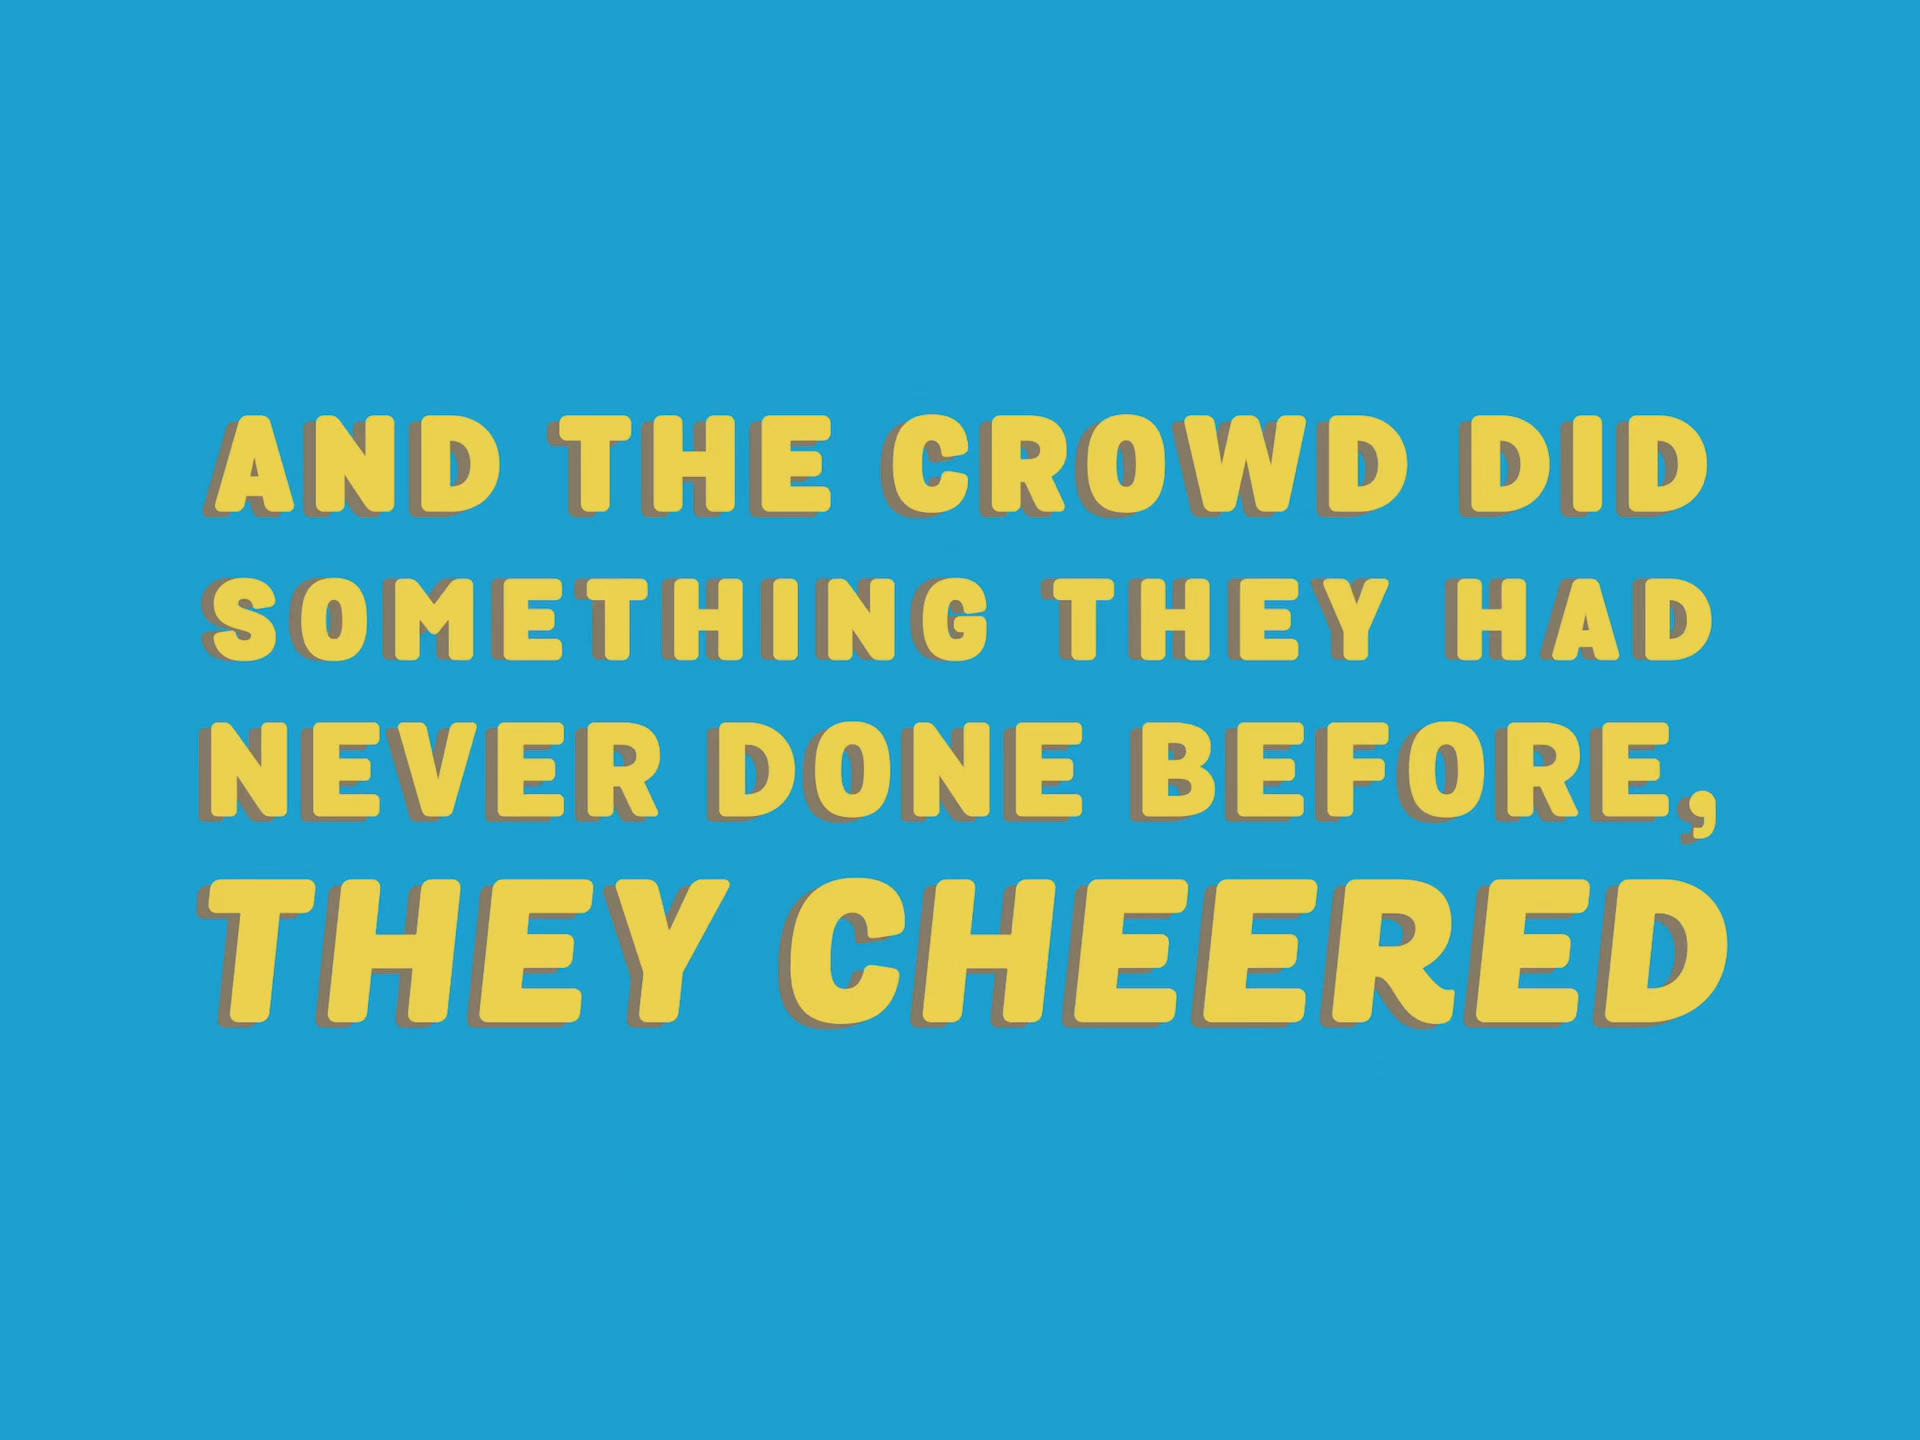 AND THE CROWD DID
SOMETHING THEY HAD
NEVER DONE BEFORE,
THEY CHEERED